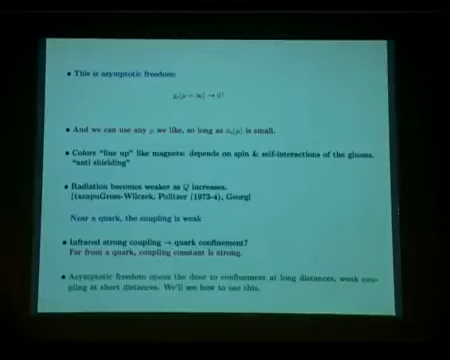 • This is asymptotic freedom:
gₛ(μ → ∞) → 0!
• And we can use any μ we like, so long as αₛ(μ) is small.
• Colors "line up" like magnets: depends on spin & self-interactions of the gluons, "anti shielding"
• Radiation becomes weaker as Q increases.
Gross-Wilczek, Politzer (1973-4), Georgi
Near a quark, the coupling is weak
• Infrared strong coupling → quark confinement?
Far from a quark, coupling constant is strong.
• Asymptotic freedom opens the door to confinement at long distances, weak cou-
pling at short distances. We'll see how to use this.